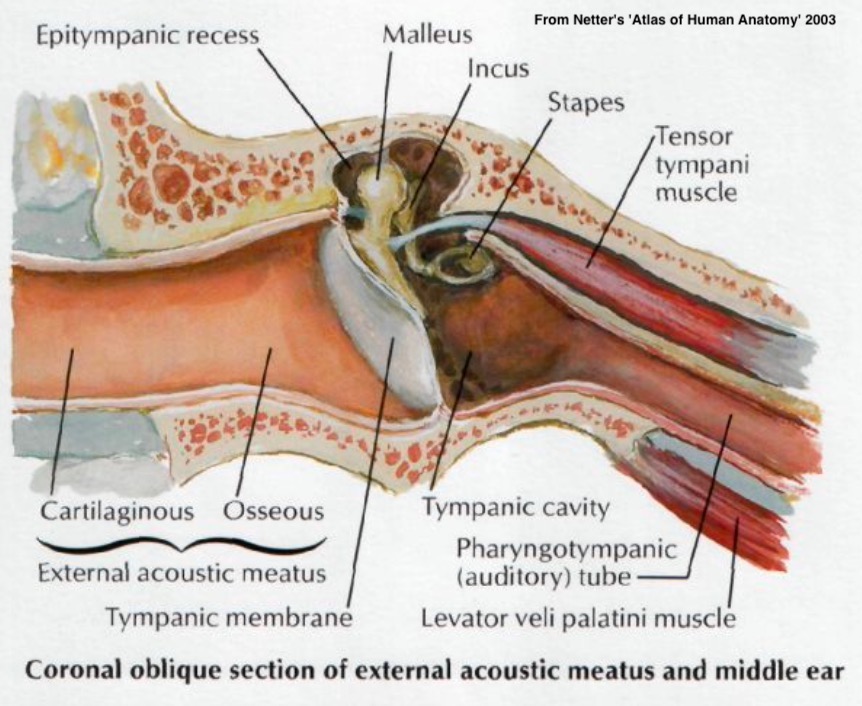 From Netter's 'Atlas of Human Anatomy' 2003
Epitympanic recess
Malleus
Incus
Stapes
Tensor
tympani
muscle
Cartilaginous
Osseous
External acoustic meatus
Tympanic membrane
Tympanic cavity
Pharyngotympanic
(auditory) tube
Levator veli palatini muscle
Coronal oblique section of external acoustic meatus and middle ear